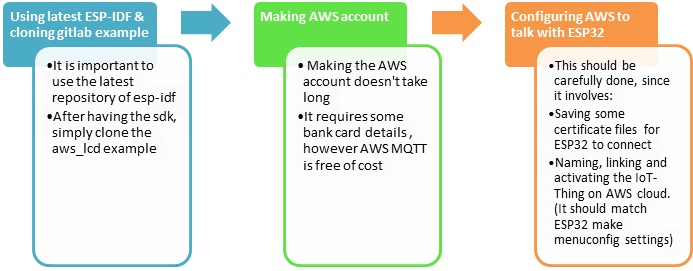 Using latest ESP-IDF &
cloning gitlab example
•It is important to
use the latest
repository of esp-idf
•After having the sdk,
simply clone the
aws_lcd example
Making AWS account
• Making the AWS
account doesn't take
long
•It requires some
bank card details ,
however AWS MQTT
is free of cost
Configuring AWS to
talk with ESP32
•This should be
carefully done, since
it involves:
•Saving some
certificate files for
ESP32 to connect
•Naming, linking and
activating the IoT-
Thing on AWS cloud.
(It should match
ESP32 make
menuconfig settings)